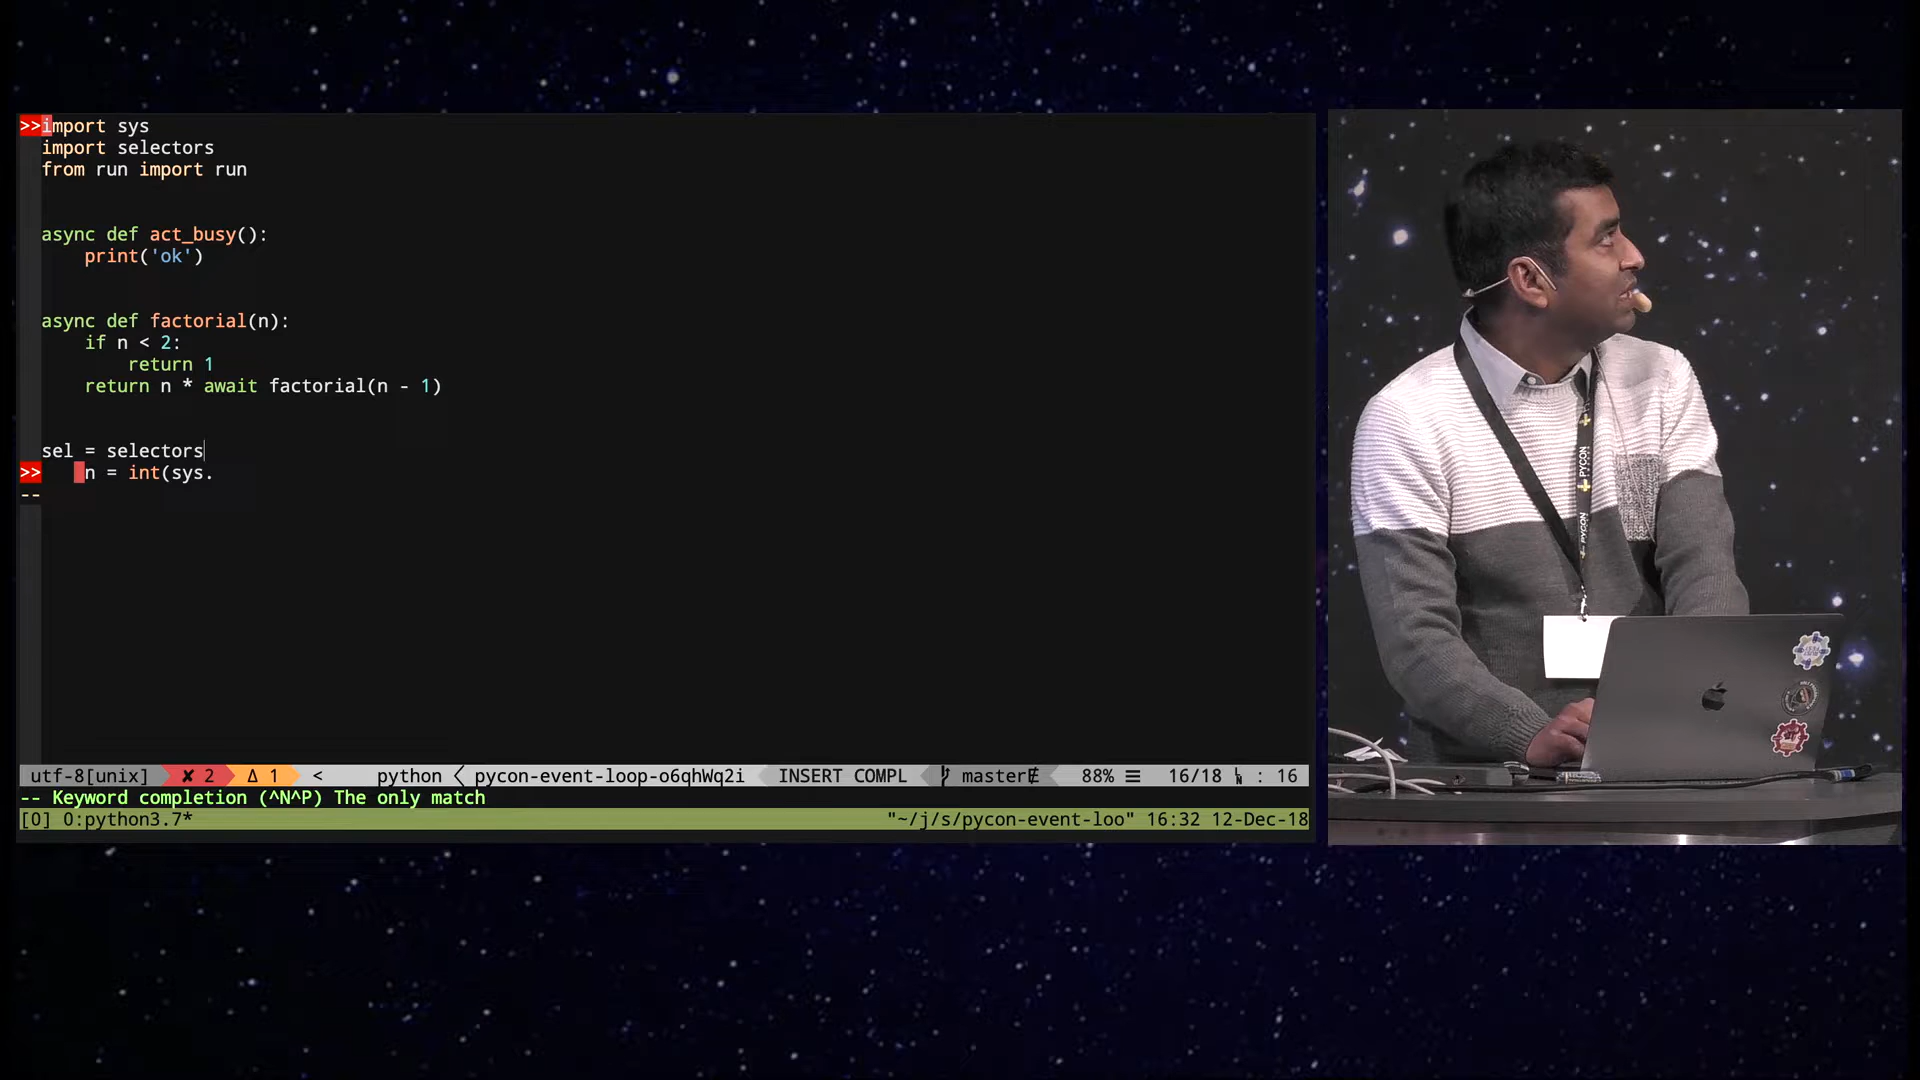 >>import sys
import selectors
from run import run
async def act_busy():
print('ok')
async def factorial(n):
if n < 2:
return 1
return n * await factorial(n - 1)
sel = selectors
>> n = int(sys.
--
utf-8[unix] ✘ 2 Δ 1 < python < pycon-event-loop-o6qhWq2i INSERT COMPL master 88% ☰ 16/18 : 16
-- Keyword completion (^N^P) The only match
[0] 0:python3.7* "~/j/s/pycon-event-loo" 16:32 12-Dec-18
PYCON
PYCON